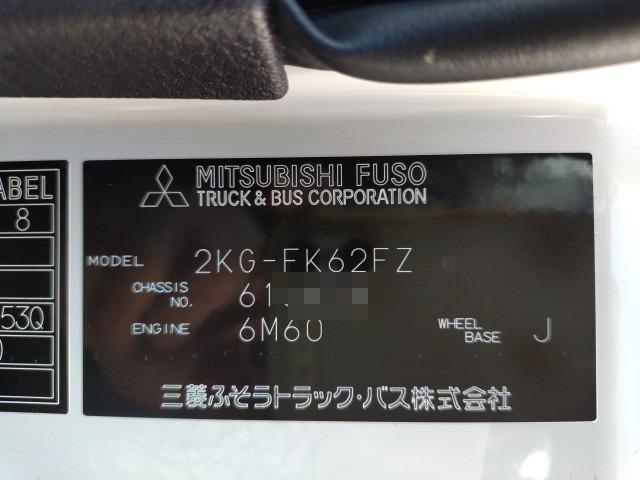 ABEL
8
53Q
MITSUBISHI FUSO
TRUCK & BUS CORPORATION
MODEL 2KG-FK62FZ
CHASSIS NO. 61
ENGINE 6M60
WHEEL BASE J
三菱ふそうトラック・バス株式会社